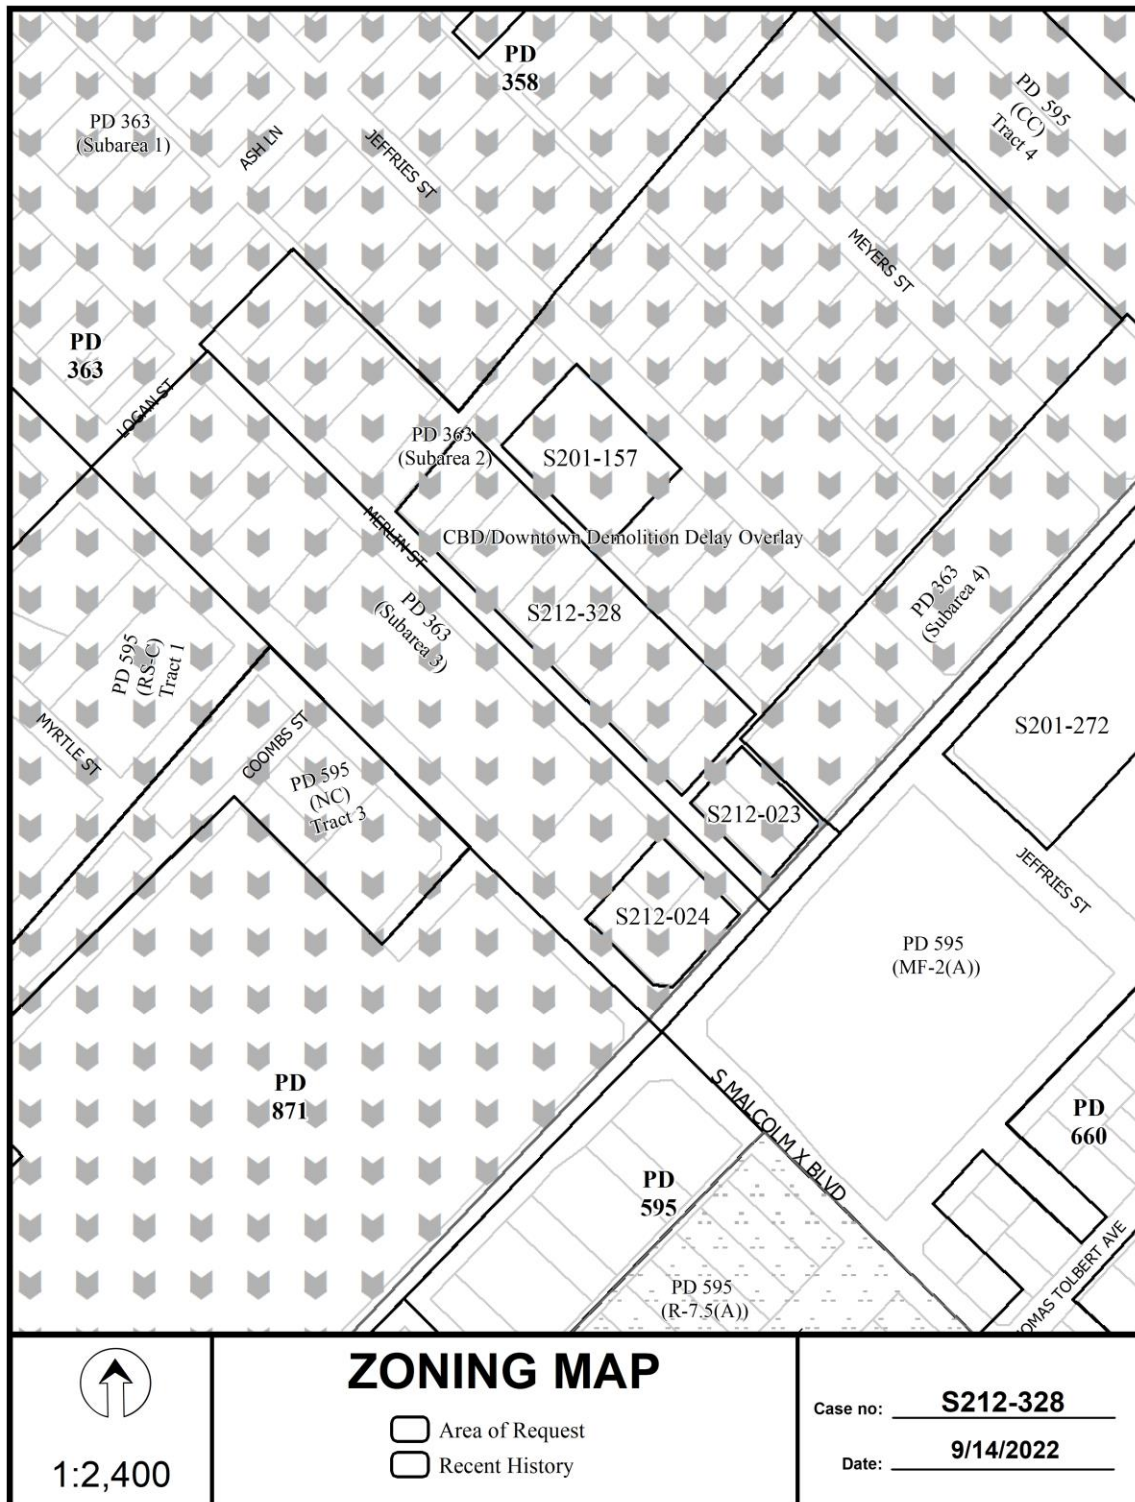 PD
358
PD 595
(CC)
Tract 4
PD 363
(Subarea 1)
ASH LN
JEFFRIES ST
MEYERS ST
PD
363
LOGAN ST
PD 363
(Subarea 2)
S201-157
MERLIN ST
CBD/Downtown Demolition Delay Overlay
PD 363
(Subarea 3)
S212-328
PD 363
(Subarea 4)
PD 595
(RS-C)
Tract 1
MYRTLE ST
COOMBS ST
PD 595
(NC)
Tract 3
S201-272
S212-023
S212-024
JEFFRIES ST
PD 595
(MF-2(A))
PD
871
S MALCOLM X BLVD
PD
660
PD
595
PD 595
(R-7.5(A))
OMAS TOLBERT AVE
1:2,400
ZONING MAP
Area of Request
Recent History
Case no: S212-328
Date: 9/14/2022